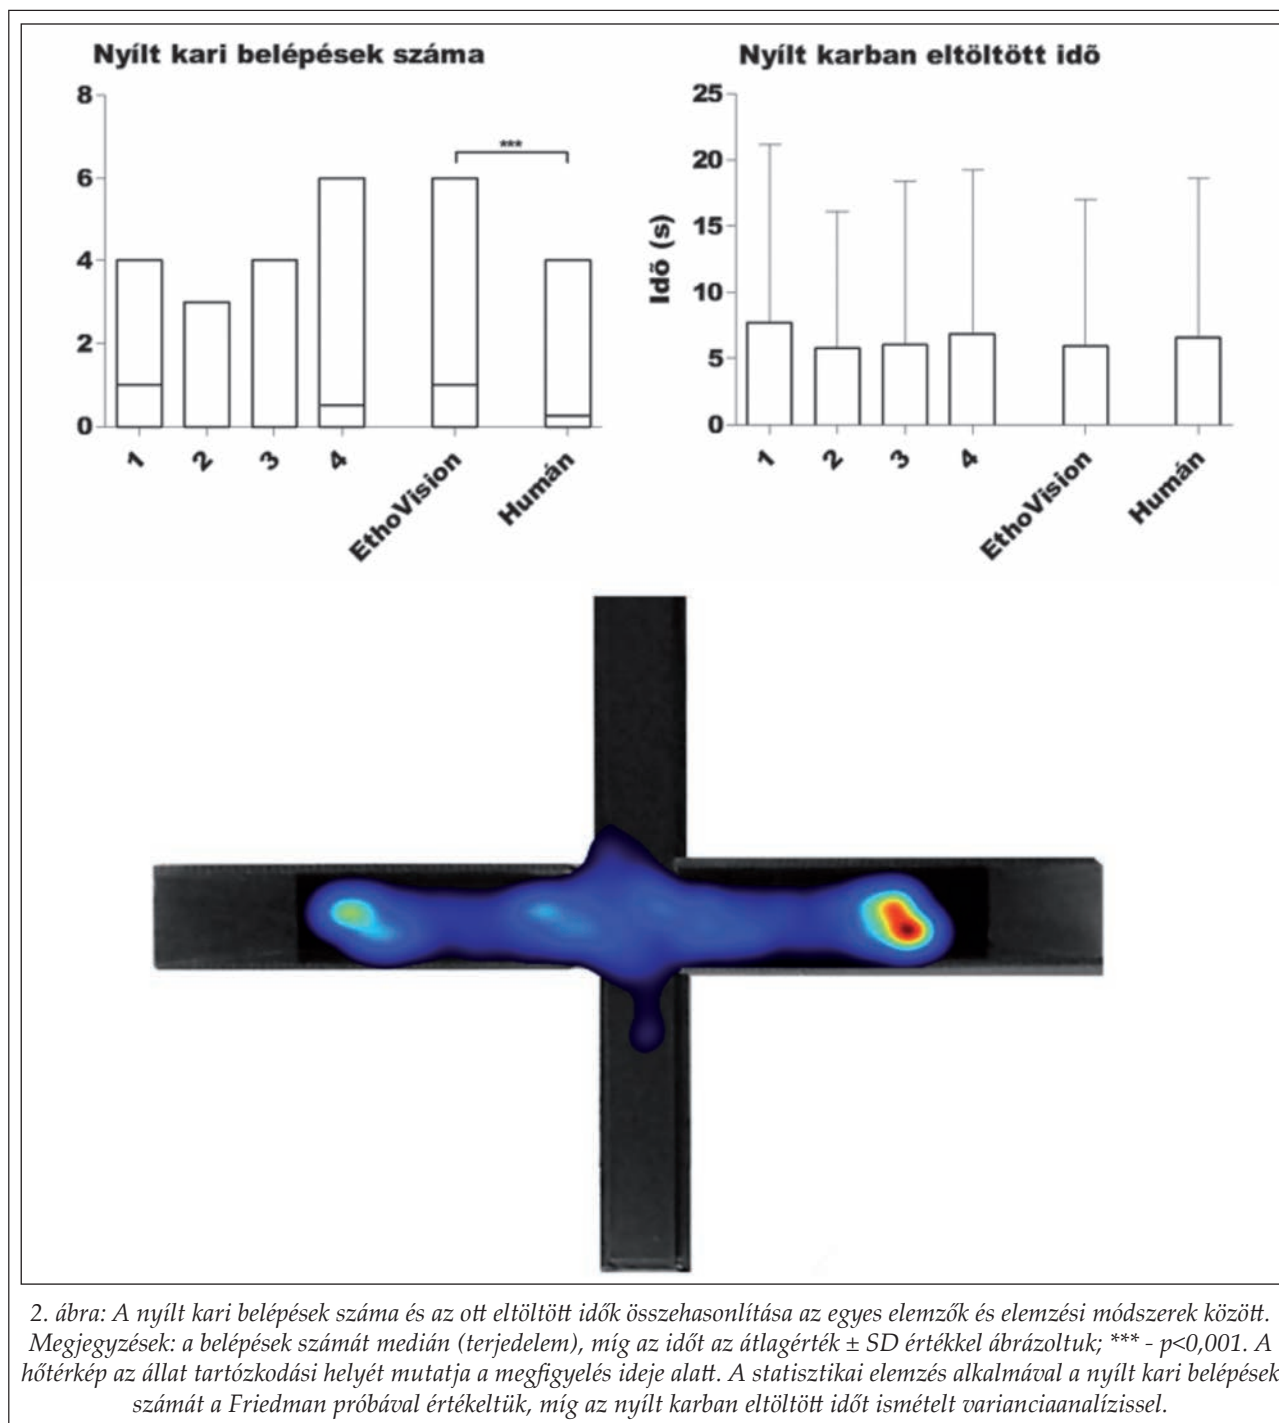 Nyílt kari belépések száma
8
6
4
2
0
***
1
2
3
4
EthoVision
Humán
Nyílt karban eltöltött idõ
Idõ (s)
25
20
15
10
5
0
1
2
3
4
EthoVision
Humán
2. ábra: A nyílt kari belépések száma és az ott eltöltött idők összehasonlítása az egyes elemzők és elemzési módszerek között.
Megjegyzések: a belépések számát medián (terjedelem), míg az időt az átlagérték ± SD értékkel ábrázoltuk; *** - p<0,001. A
hőtérkép az állat tartózkodási helyét mutatja a megfigyelés ideje alatt. A statisztikai elemzés alkalmával a nyílt kari belépések
számát a Friedman próbával értékeltük, míg az nyílt karban eltöltött időt ismételt varianciaanalízissel.